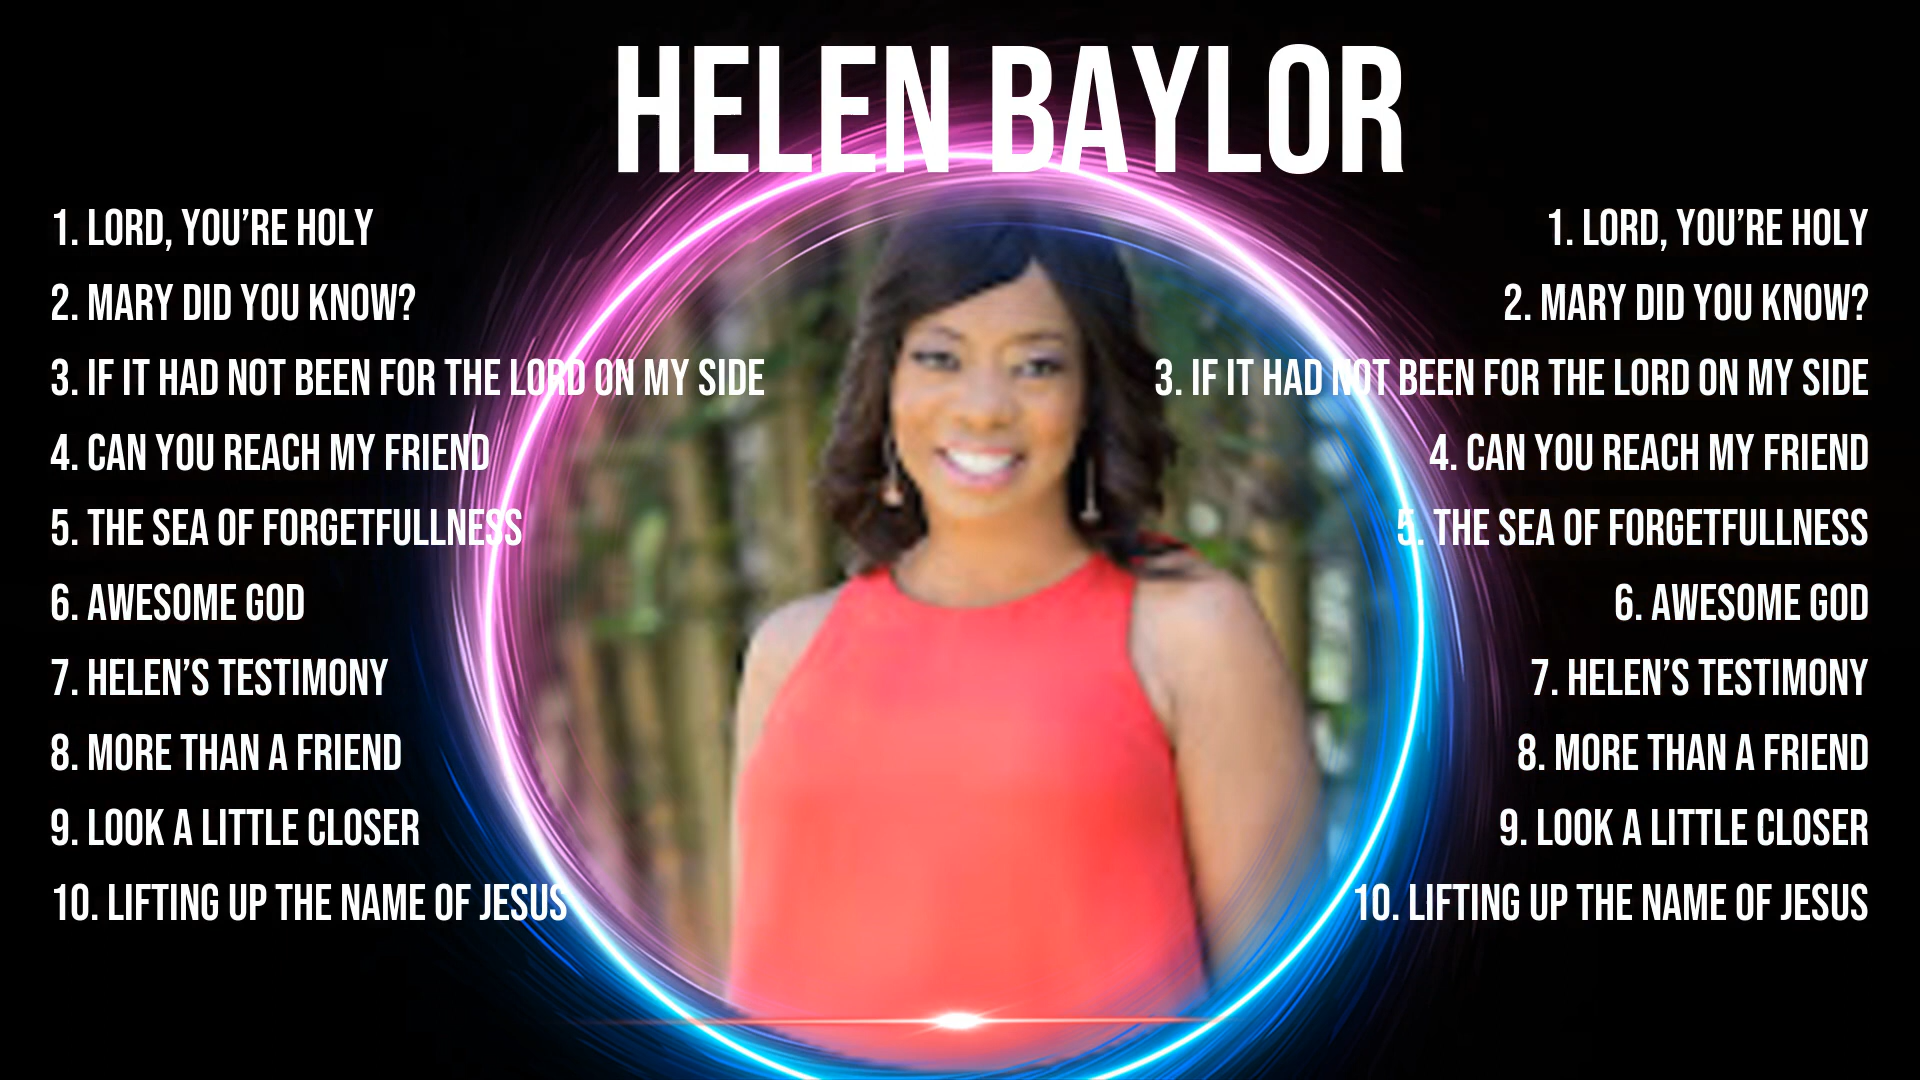 HELEN BAYLOR
1. LORD, YOU’RE HOLY
2. MARY DID YOU KNOW?
3. IF IT HAD NOT BEEN FOR THE LORD ON MY SIDE
4. CAN YOU REACH MY FRIEND
5. THE SEA OF FORGETFULLNESS
6. AWESOME GOD
7. HELEN’S TESTIMONY
8. MORE THAN A FRIEND
9. LOOK A LITTLE CLOSER
10. LIFTING UP THE NAME OF JESUS
1. LORD, YOU’RE HOLY
2. MARY DID YOU KNOW?
3. IF IT HAD NOT BEEN FOR THE LORD ON MY SIDE
4. CAN YOU REACH MY FRIEND
5. THE SEA OF FORGETFULLNESS
6. AWESOME GOD
7. HELEN’S TESTIMONY
8. MORE THAN A FRIEND
9. LOOK A LITTLE CLOSER
10. LIFTING UP THE NAME OF JESUS